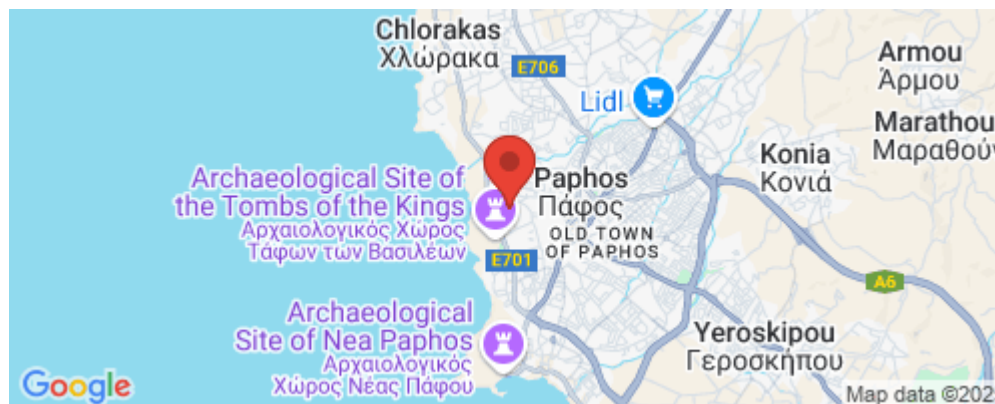 Chlorakas
Χλώρακα
E706
Lidl
Armou
Άρμου
Marathou
Μαραθού
Konia
Κονιά
Archaeological Site of
the Tombs of the Kings
Αρχαιολογικός Χώρος
Τάφων των Βασιλέων
Paphos
Πάφος
OLD TOWN
OF PAPHOS
E701
A6
Archaeological
Site of Nea Paphos
Αρχαιολογικός
Χώρος Νέας Πάφου
Yeroskipou
Γεροσκήπου
Google
Map data ©202